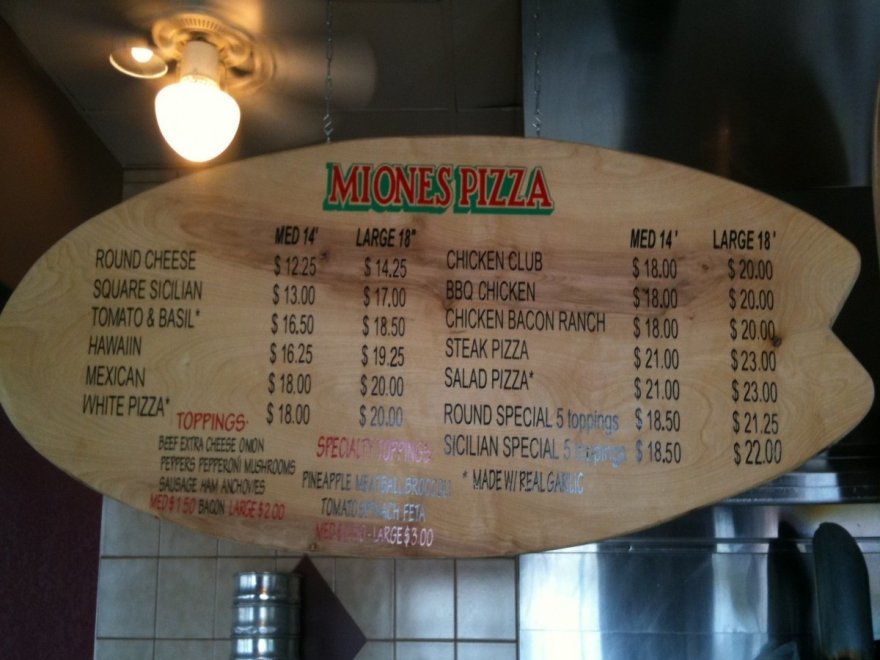 MIONES PIZZA
MED 14' LARGE 18"
ROUND CHEESE $12.25 $14.25
SQUARE SICILIAN $13.00 $17.00
TOMATO & BASIL* $16.50 $18.50
HAWAIIN $16.25 $19.25
MEXICAN $18.00 $20.00
WHITE PIZZA* $18.00 $20.00
TOPPINGS
BEEF EXTRA CHEESE ONION
PEPPERS PEPPERONI MUSHROOMS
SAUSAGE HAM ANCHOVIES
MED $1.50 BACON LARGE $2.00
SPECIALTY TOPPINGS
PINEAPPLE MEATBALL BROCCOLI
TOMATO SPINACH FETA
LARGE $3.00
MED 14' LARGE 18'
CHICKEN CLUB $18.00 $20.00
BBQ CHICKEN $18.00 $20.00
CHICKEN BACON RANCH $18.00 $20.00
STEAK PIZZA $21.00 $23.00
SALAD PIZZA* $21.00 $23.00
ROUND SPECIAL 5 toppings $18.50 $21.25
SICILIAN SPECIAL 5 toppings $18.50 $22.00
* MADE W/ REAL GARLIC